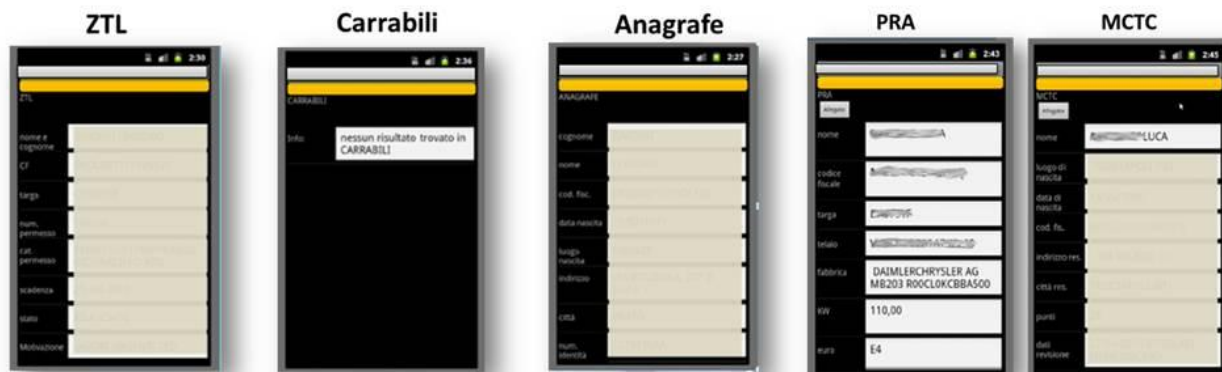 ZTL
Carrabili
Anagrafe
PRA
MCTC
2:30
ZTL
nome e
cognome
CF
targa
num.
permesso
cat.
permesso
scadenza
stato
Motivazione
2:36
CARRABILI
Info
nessun risultato trovato in
CARRABILI
2:27
ANAGRAFE
cognome
nome
cod. fisc.
data nascita
luogo
nascita
indirizzo
città
num.
identità
2:43
PRA
Allegato
nome
A
codice
fiscale
targa
telaio
fabbrica
DAIMLERCHRYSLER AG
MB203 R00CL0KCBBA500
KW
110,00
euro
E4
2:45
MCTC
Allegato
nome
LUCA
luogo di
nascita
data di
nascita
cod. fis.
indirizzo res.
città res.
punti
dati
revisione